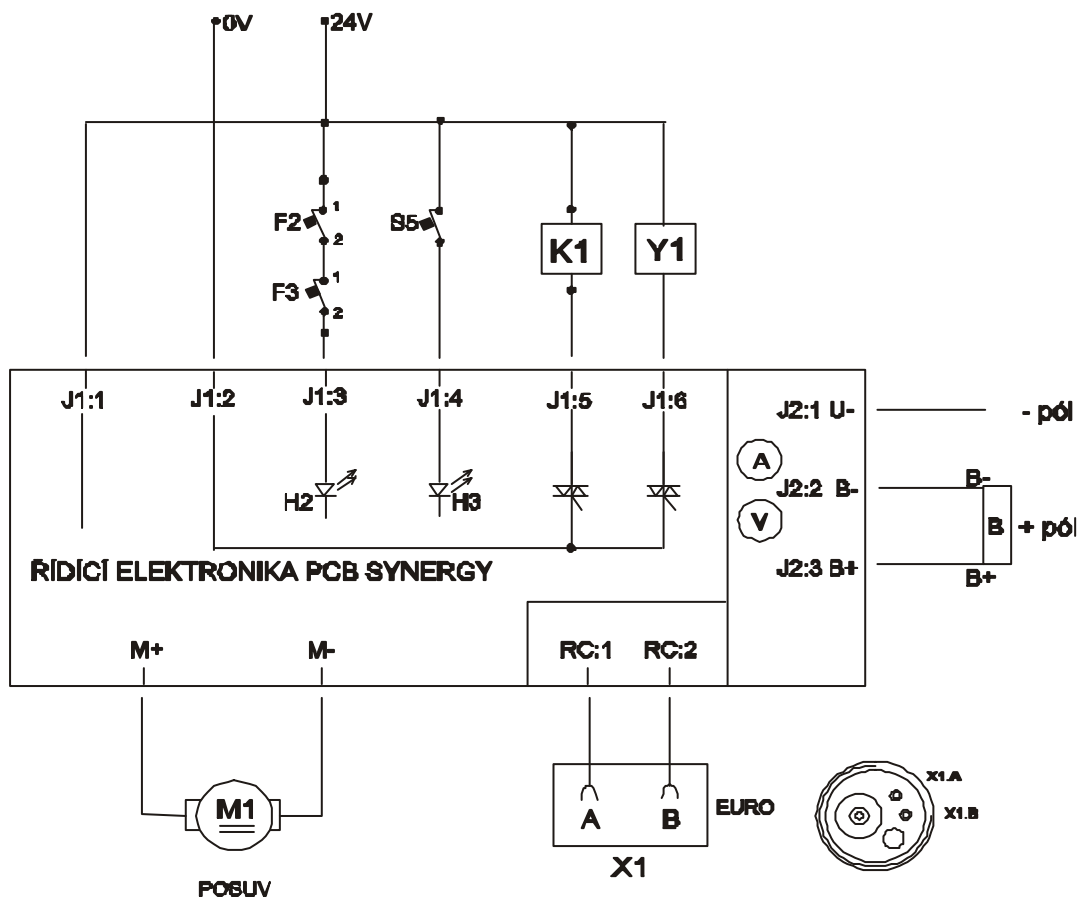 0V 24V
F2 1 2
F3 1 2
S5
K1 Y1
J1:1 J1:2 J1:3 J1:4 J1:5 J1:6
J2:1 U- - pól
A
H2 H3
J2:2 B- B-
V
B + pól
J2:3 B+ B+
ŘÍDÍCÍ ELEKTRONIKA PCB SYNERGY
M+ M- RC:1 RC:2
M1
A B EURO
X1
X1.A
X1.B
POSUV